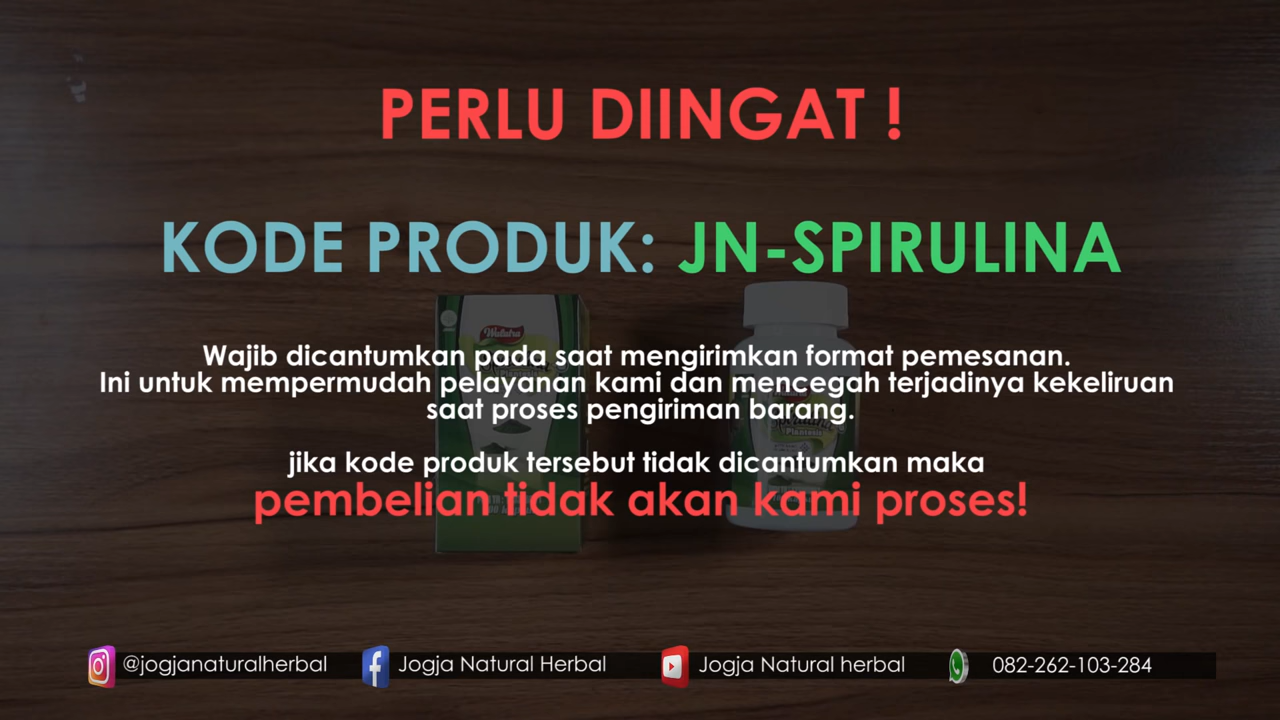 PERLU DIINGAT !
KODE PRODUK: JN-SPIRULINA
Wajib dicantumkan pada saat mengirimkan format pemesanan.
Ini untuk mempermudah pelayanan kami dan mencegah terjadinya kekeliruan
saat proses pengiriman barang.
jika kode produk tersebut tidak dicantumkan maka
pembelian tidak akan kami proses!
@jogjanaturalherbal
Jogja Natural Herbal
Jogja Natural herbal
082-262-103-284